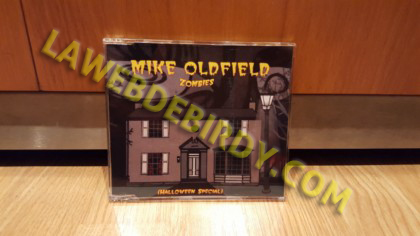 MIKE OLDFIELD
ZOMBIES
(HALLOWEEN SPECIAL)
LAWEBDEBIRDY.COM